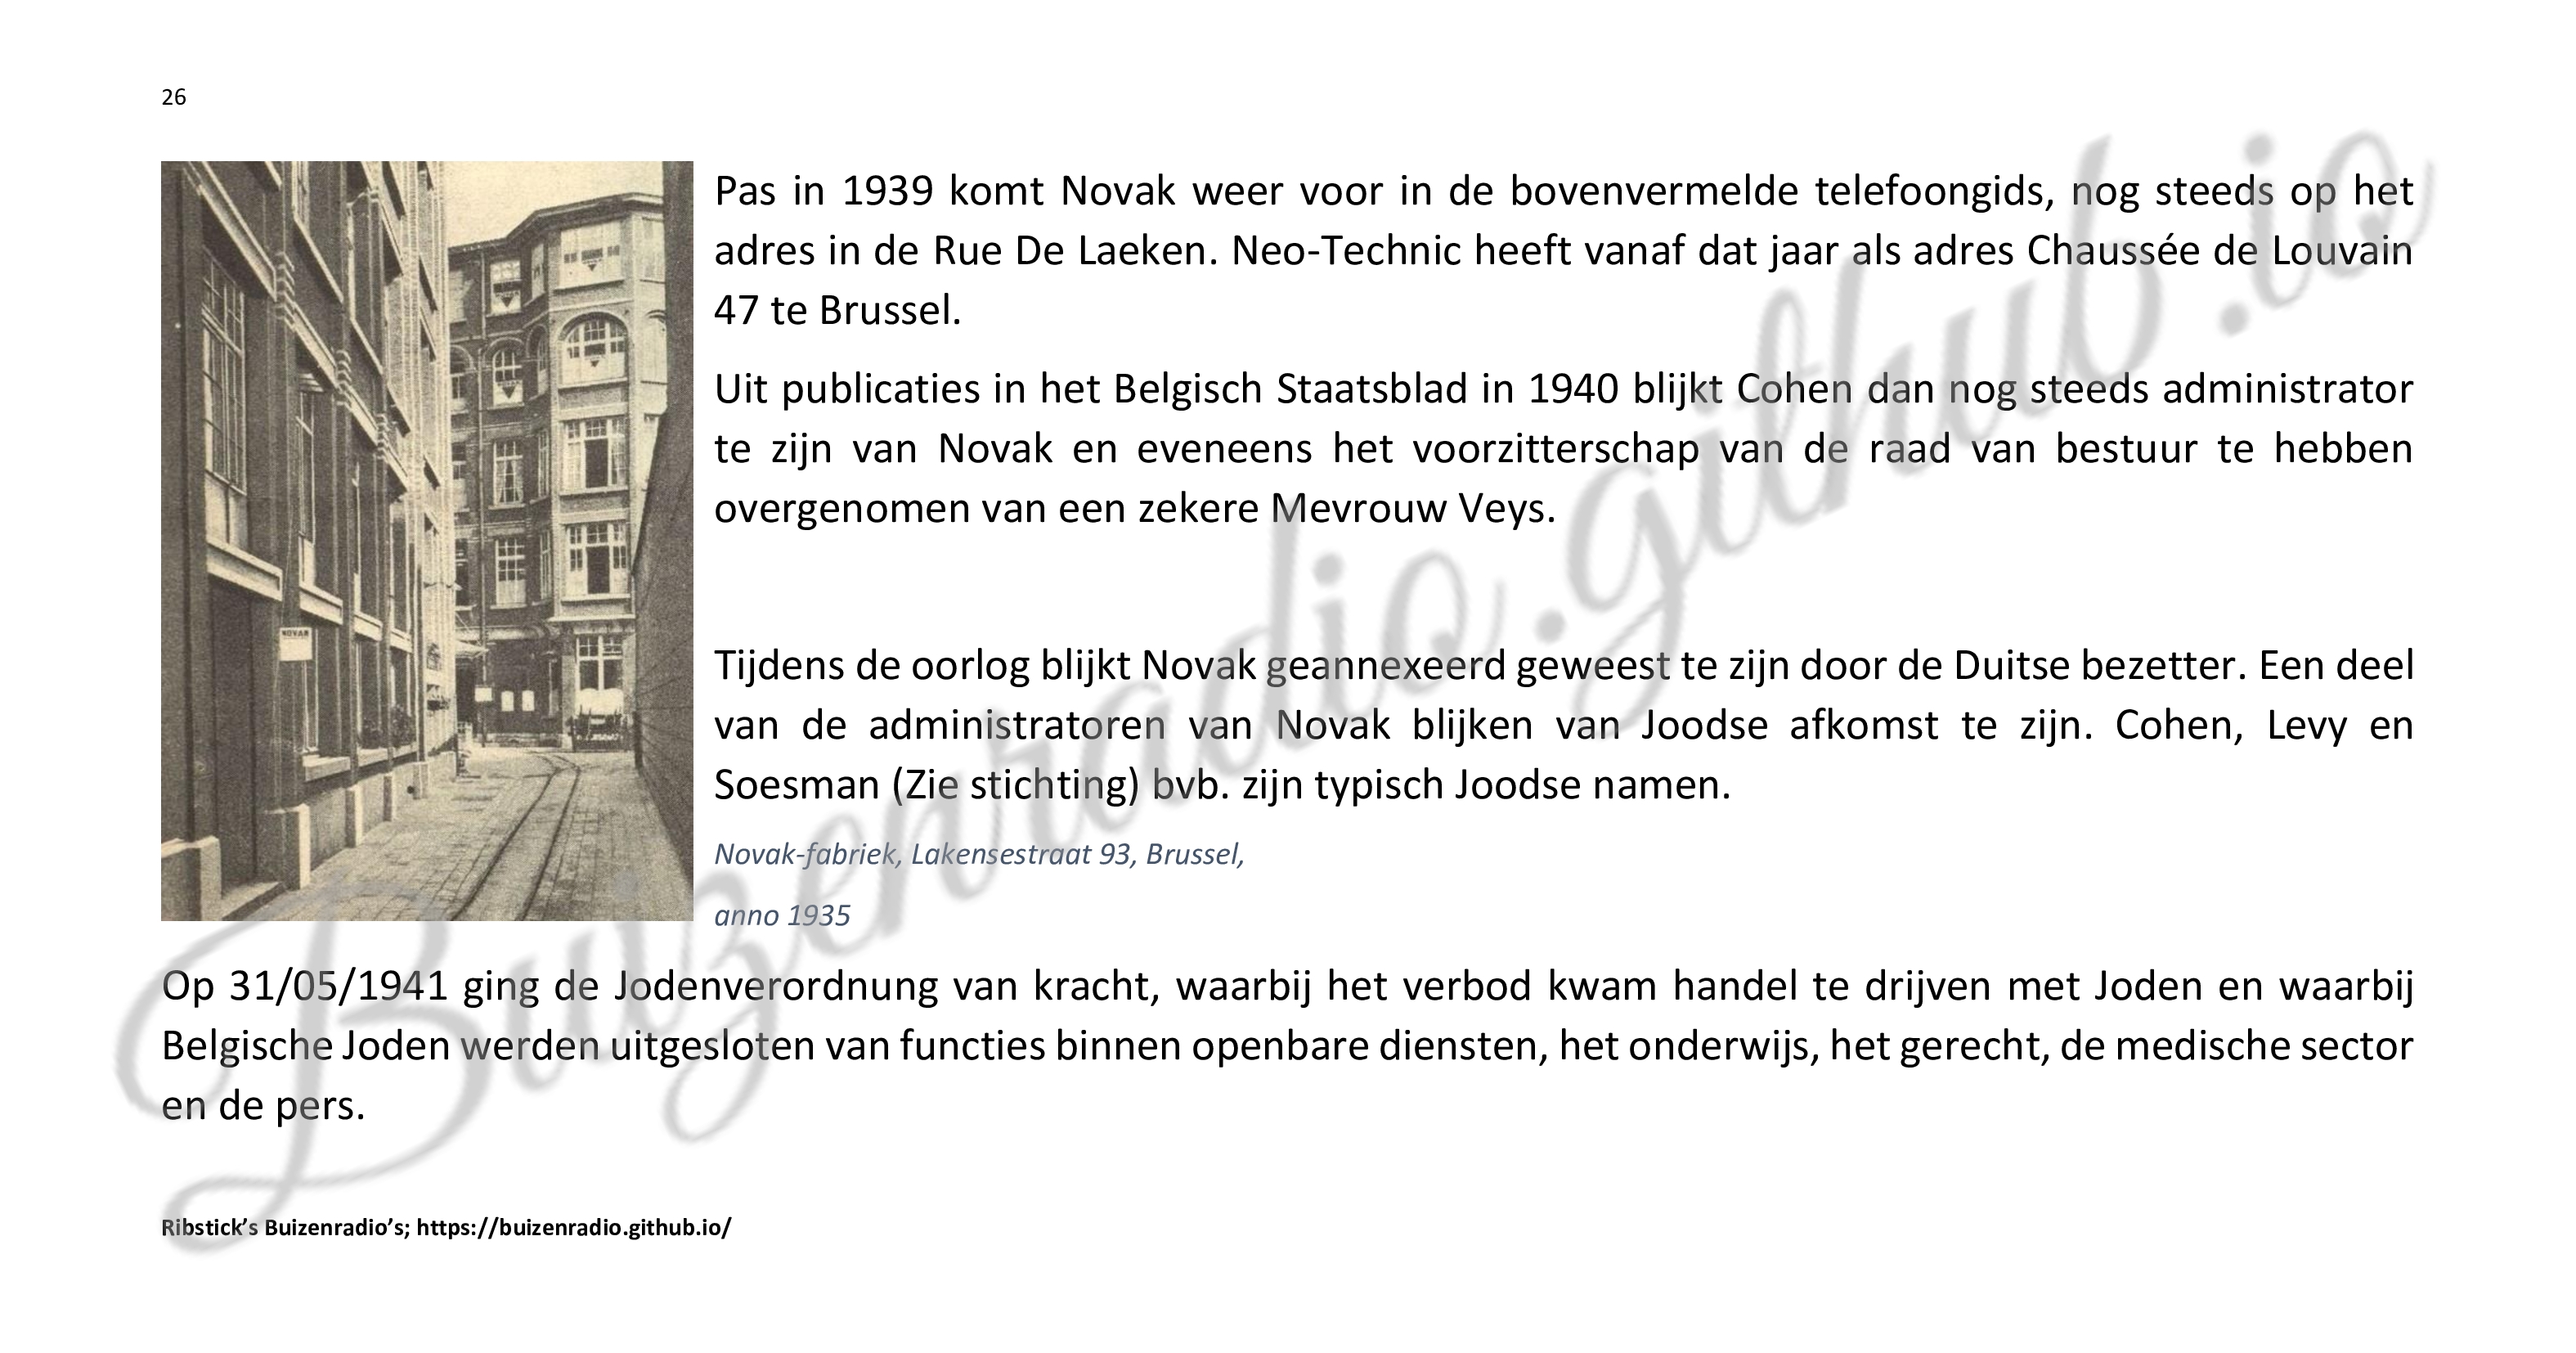 26
Pas in 1939 komt Novak weer voor in de bovenvermelde telefoongids, nog steeds op het
adres in de Rue De Laeken. Neo-Technic heeft vanaf dat jaar als adres Chaussée de Louvain
47 te Brussel.
Uit publicaties in het Belgisch Staatsblad in 1940 blijkt Cohen dan nog steeds administrator
te zijn van Novak en eveneens het voorzitterschap van de raad van bestuur te hebben
overgenomen van een zekere Mevrouw Veys.
NOVAK
Tijdens de oorlog blijkt Novak geannexeerd geweest te zijn door de Duitse bezetter. Een deel
van de administratoren van Novak blijken van Joodse afkomst te zijn. Cohen, Levy en
Soesman (Zie stichting) bvb. zijn typisch Joodse namen.
Novak-fabriek, Lakensestraat 93, Brussel,
anno 1935
Op 31/05/1941 ging de Jodenverordnung van kracht, waarbij het verbod kwam handel te drijven met Joden en waarbij
Belgische Joden werden uitgesloten van functies binnen openbare diensten, het onderwijs, het gerecht, de medische sector
en de pers.
Ribstick’s Buizenradio’s; https://buizenradio.github.io/
Buizenradio.github.io